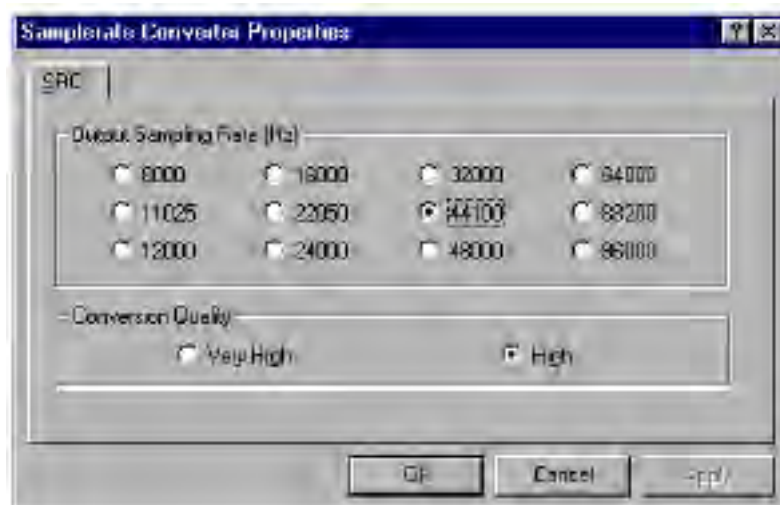 Samplerate Converter Properties
SRC
Output Sampling Rate (Hz)
8000 16000 32000 64000
11025 22050 44100 88200
12000 24000 48000 96000
Conversion Quality
Very High High
OK Cancel Apply